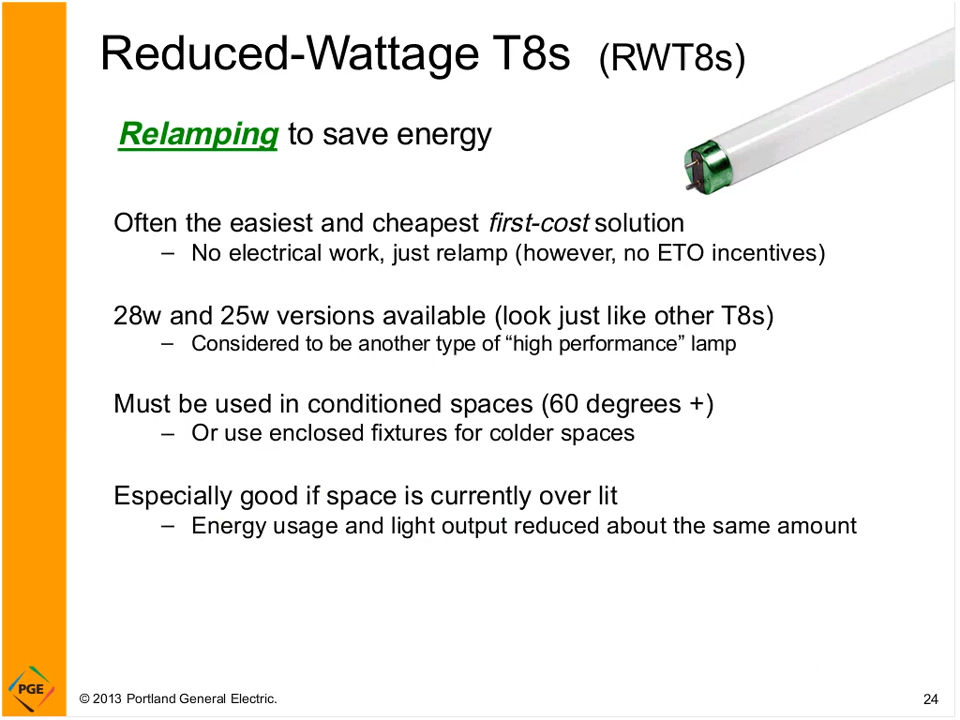 Reduced-Wattage T8s (RWT8s)
Relamping to save energy
Often the easiest and cheapest first-cost solution
– No electrical work, just relamp (however, no ETO incentives)
28w and 25w versions available (look just like other T8s)
– Considered to be another type of “high performance” lamp
Must be used in conditioned spaces (60 degrees +)
– Or use enclosed fixtures for colder spaces
Especially good if space is currently over lit
– Energy usage and light output reduced about the same amount
PGE
© 2013 Portland General Electric.
24